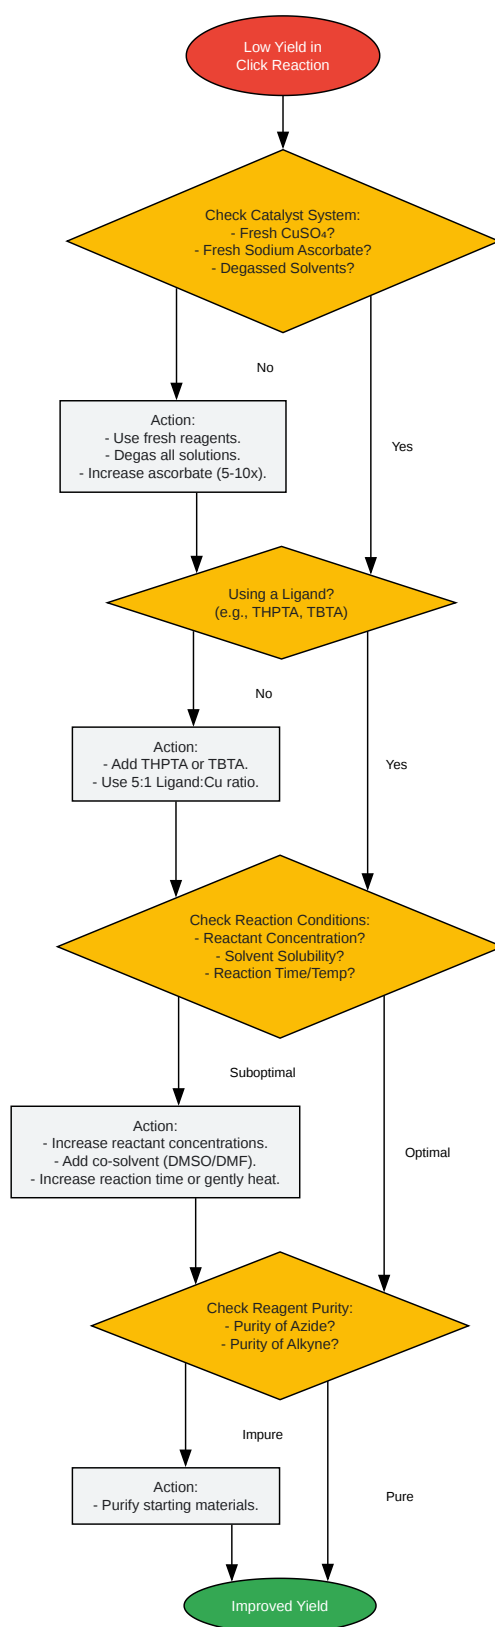 Low Yield in
Click Reaction
Check Catalyst System:
- Fresh CuSO₄?
- Fresh Sodium Ascorbate?
- Degassed Solvents?
No
Action:
- Use fresh reagents.
- Degas all solutions.
- Increase ascorbate (5-10x).
Yes
Using a Ligand?
(e.g., THPTA, TBTA)
No
Action:
- Add THPTA or TBTA.
- Use 5:1 Ligand:Cu ratio.
Yes
Check Reaction Conditions:
- Reactant Concentration?
- Solvent Solubility?
- Reaction Time/Temp?
Suboptimal
Action:
- Increase reactant concentrations.
- Add co-solvent (DMSO/DMF).
- Increase reaction time or gently heat.
Optimal
Check Reagent Purity:
- Purity of Azide?
- Purity of Alkyne?
Impure
Action:
- Purify starting materials.
Pure
Improved Yield